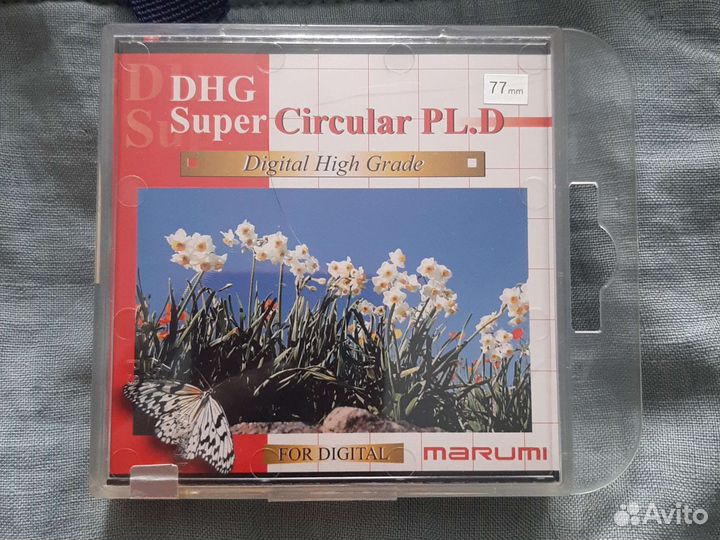 DHG
Super Circular PL.D
77mm
Digital High Grade
FOR DIGITAL
marumi
Avito